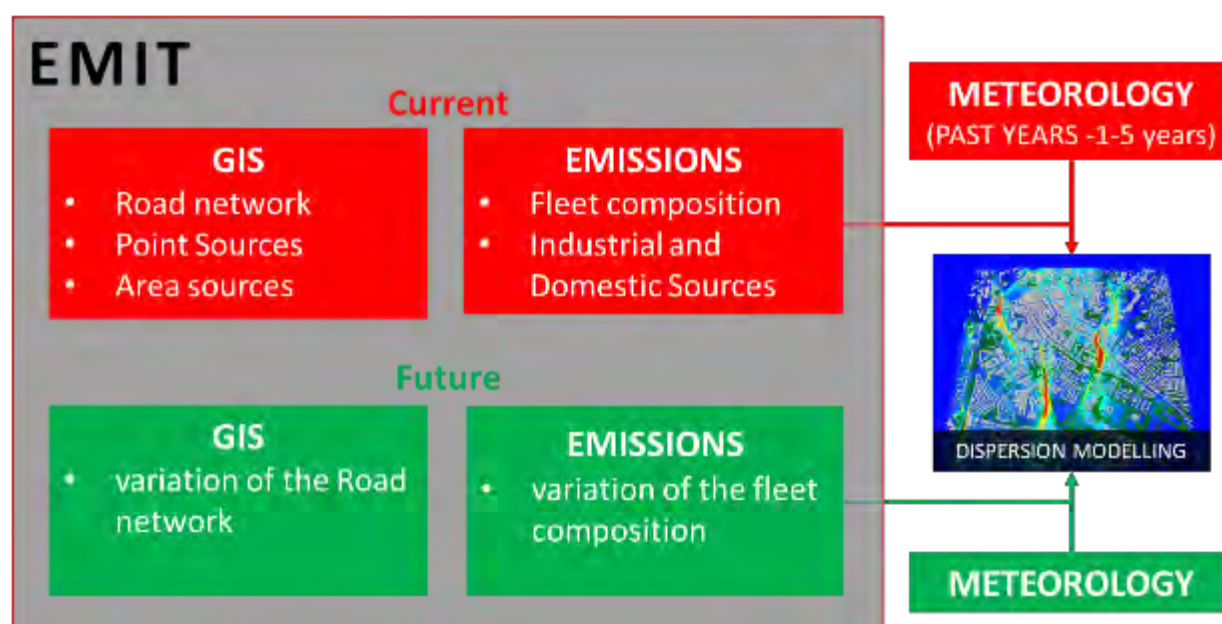 EMIT
Current
GIS
• Road network
• Point Sources
• Area sources
EMISSIONS
• Fleet composition
• Industrial and
Domestic Sources
METEOROLOGY
(PAST YEARS -1-5 years)
DISPERSION MODELLING
Future
GIS
• variation of the Road
network
EMISSIONS
• variation of the fleet
composition
METEOROLOGY